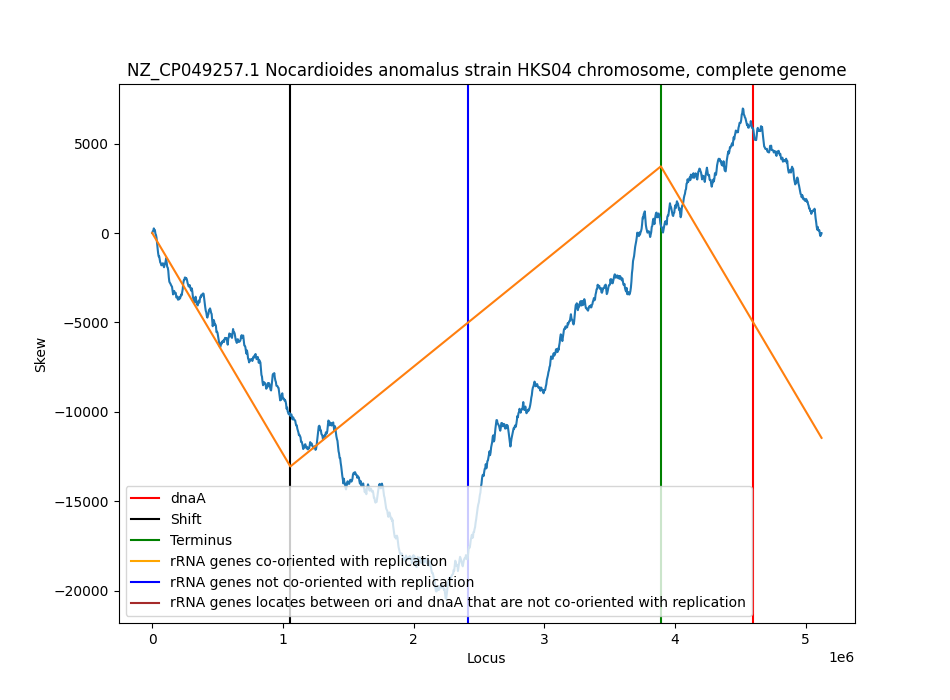 NZ_CP049257.1 Nocardioides anomalus strain HKS04 chromosome, complete genome
Skew
5000
0
−5000
−10000
−15000
−20000
dnaA
Shift
Terminus
rRNA genes co-oriented with replication
rRNA genes not co-oriented with replication
rRNA genes locates between ori and dnaA that are not co-oriented with replication
0 1 2 3 4 5
1e6
Locus